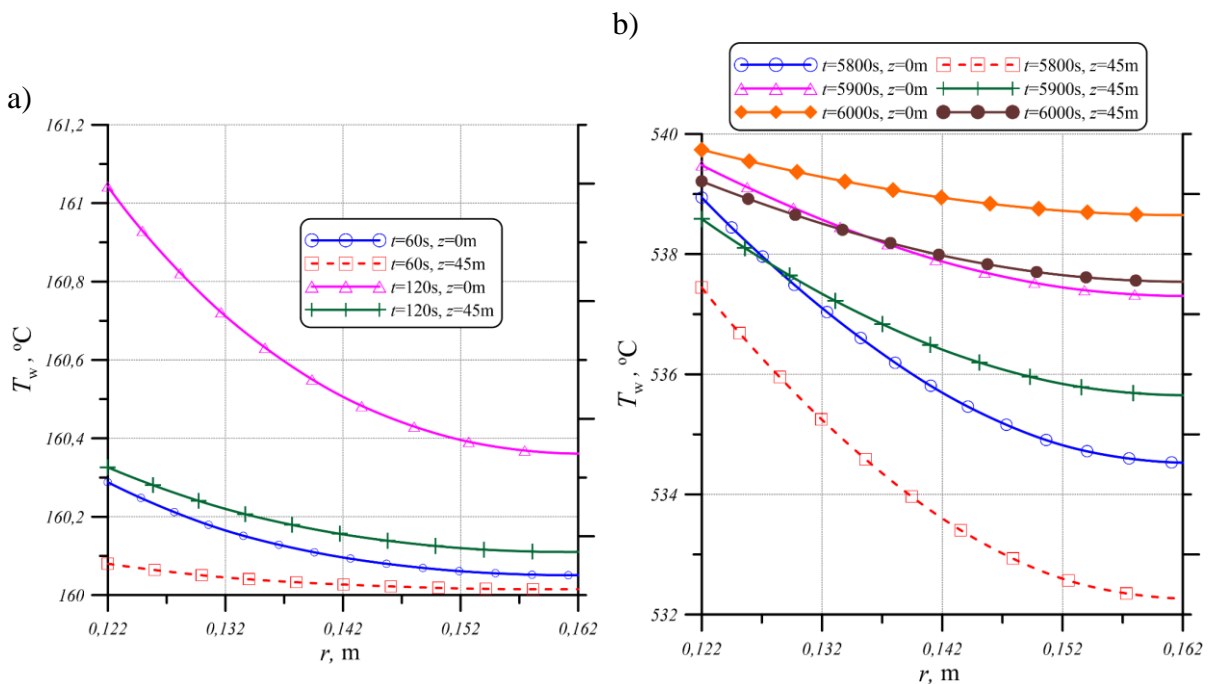 a)
161,2
161
160,8
160,6
160,4
160,2
160
T_w, °C
t=60s, z=0m
t=60s, z=45m
t=120s, z=0m
t=120s, z=45m
0,122 0,132 0,142 0,152 0,162
r, m
b)
t=5800s, z=0m t=5800s, z=45m
t=5900s, z=0m t=5900s, z=45m
t=6000s, z=0m t=6000s, z=45m
540
538
536
534
532
T_w, °C
0,122 0,132 0,142 0,152 0,162
r, m